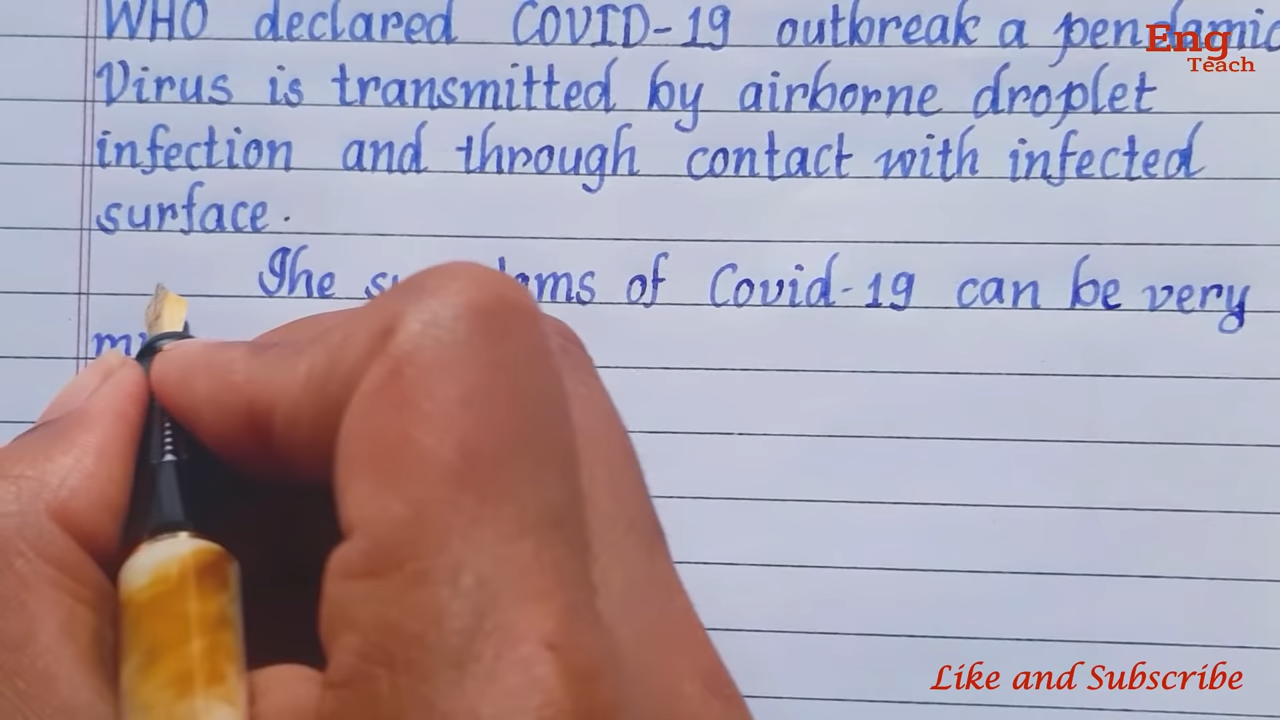 WHO declared COVID-19 outbreak a pendamic
Eng
Teach
Virus is transmitted by airborne droplet
infection and through contact with infected
surface.
The of Covid-19 can be very
Like and Subscribe